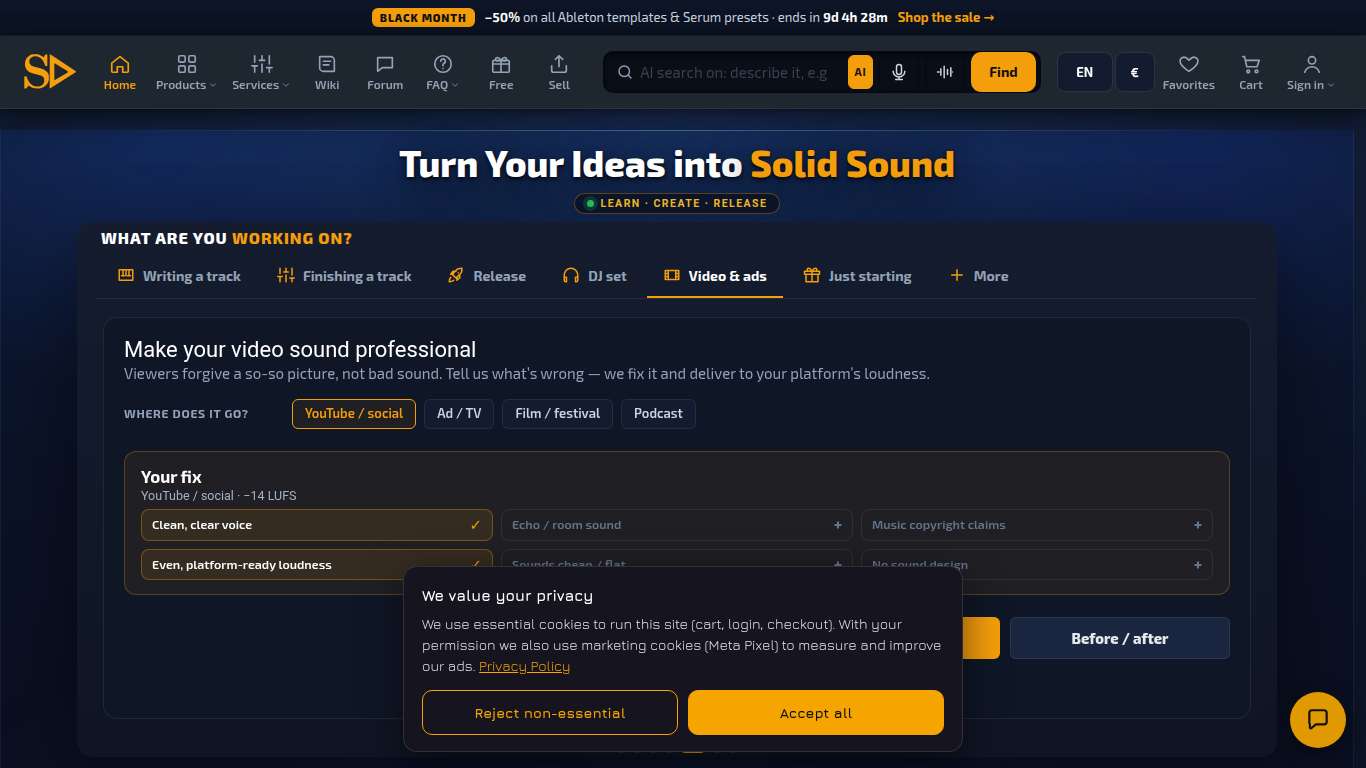 BLACK MONTH −50% on all Ableton templates & Serum presets · ends in 9d 4h 28m Shop the sale →
SD
Home Products Services Wiki Forum FAQ Free Sell
AI search on: describe it, e.g AI Find EN € Favorites Cart Sign in
Turn Your Ideas into Solid Sound
LEARN · CREATE · RELEASE
WHAT ARE YOU WORKING ON?
Writing a track Finishing a track Release DJ set Video & ads Just starting More
Make your video sound professional
Viewers forgive a so-so picture, not bad sound. Tell us what's wrong — we fix it and deliver to your platform's loudness.
WHERE DOES IT GO? YouTube / social Ad / TV Film / festival Podcast
Your fix
YouTube / social · −14 LUFS
Clean, clear voice ✓ Echo / room sound + Music copyright claims +
Even, platform-ready loudness ✓ Sounds cheap / flat + No sound design +
We value your privacy
We use essential cookies to run this site (cart, login, checkout). With your
permission we also use marketing cookies (Meta Pixel) to measure and improve
our ads. Privacy Policy
Reject non-essential Accept all
Before / after